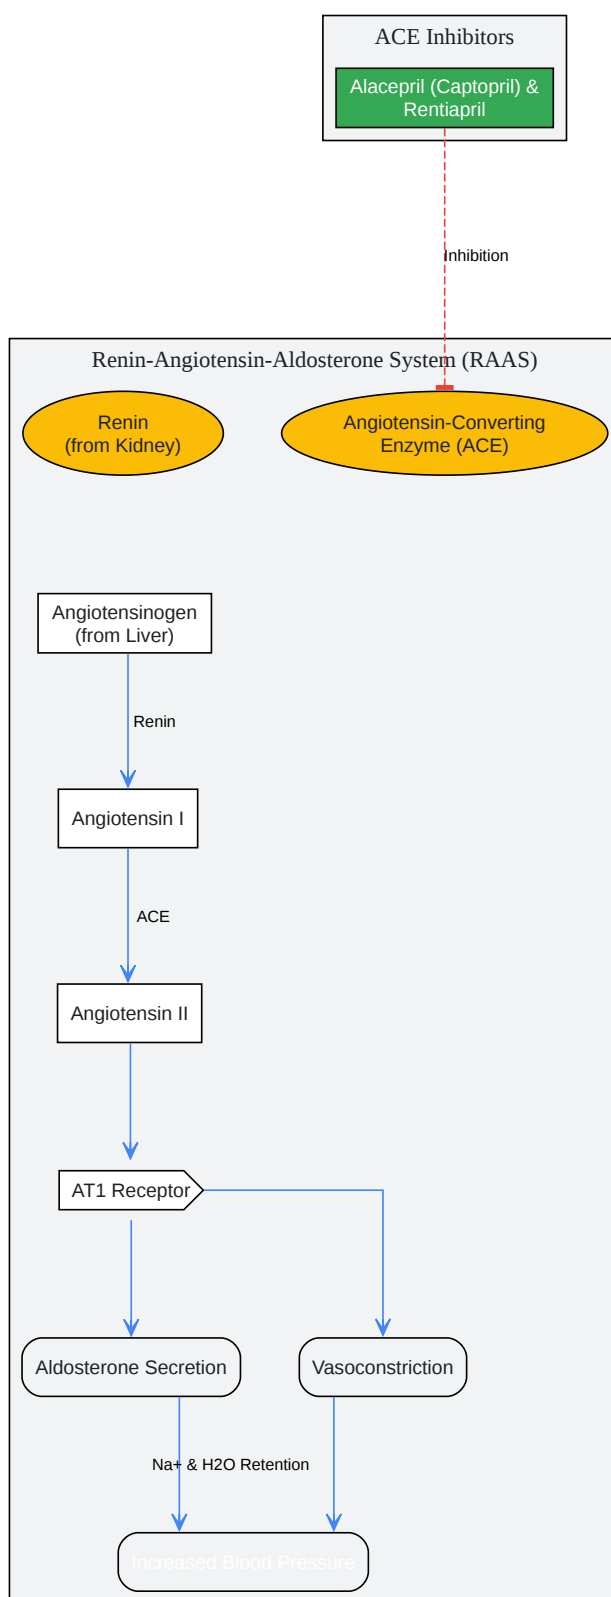 ACE Inhibitors
Alacepril (Captopril) &
Rentiapril
Inhibition
Renin-Angiotensin-Aldosterone System (RAAS)
Renin
(from Kidney)
Angiotensin-Converting
Enzyme (ACE)
Angiotensinogen
(from Liver)
Renin
Angiotensin I
ACE
Angiotensin II
AT1 Receptor
Aldosterone Secretion
Vasoconstriction
Na+ & H2O Retention
Increased Blood Pressure